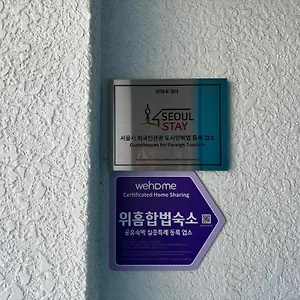 SEOUL
STAY
서울시 외국인관광 도시민박업 등록 업소
Guesthouses for Foreign Tourists
wehome
Certificated Home Sharing
위홈합법숙소
공유숙박 실증특례 등록 업소